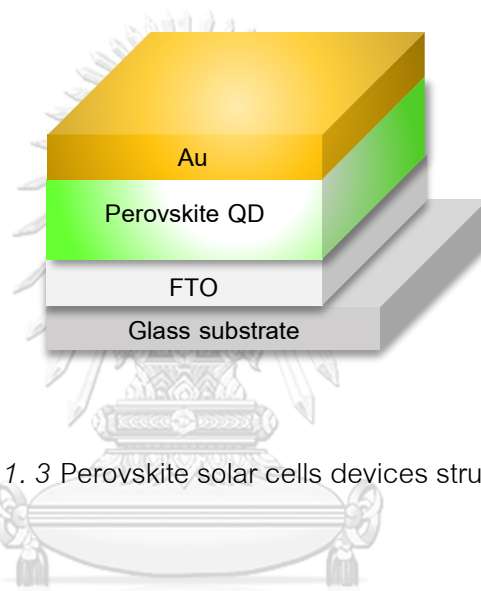 Au
Perovskite QD
FTO
Glass substrate
1. 3 Perovskite solar cells devices stru